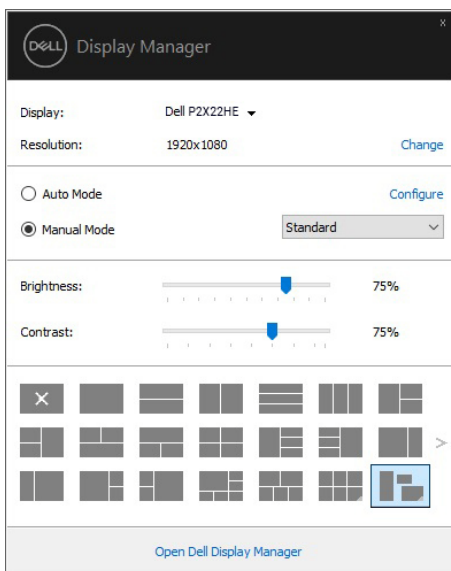 x
DELL Display Manager
Display: Dell P2X22HE
Resolution: 1920x1080 Change
Auto Mode Configure
Manual Mode Standard
Brightness: 75%
Contrast: 75%
Open Dell Display Manager